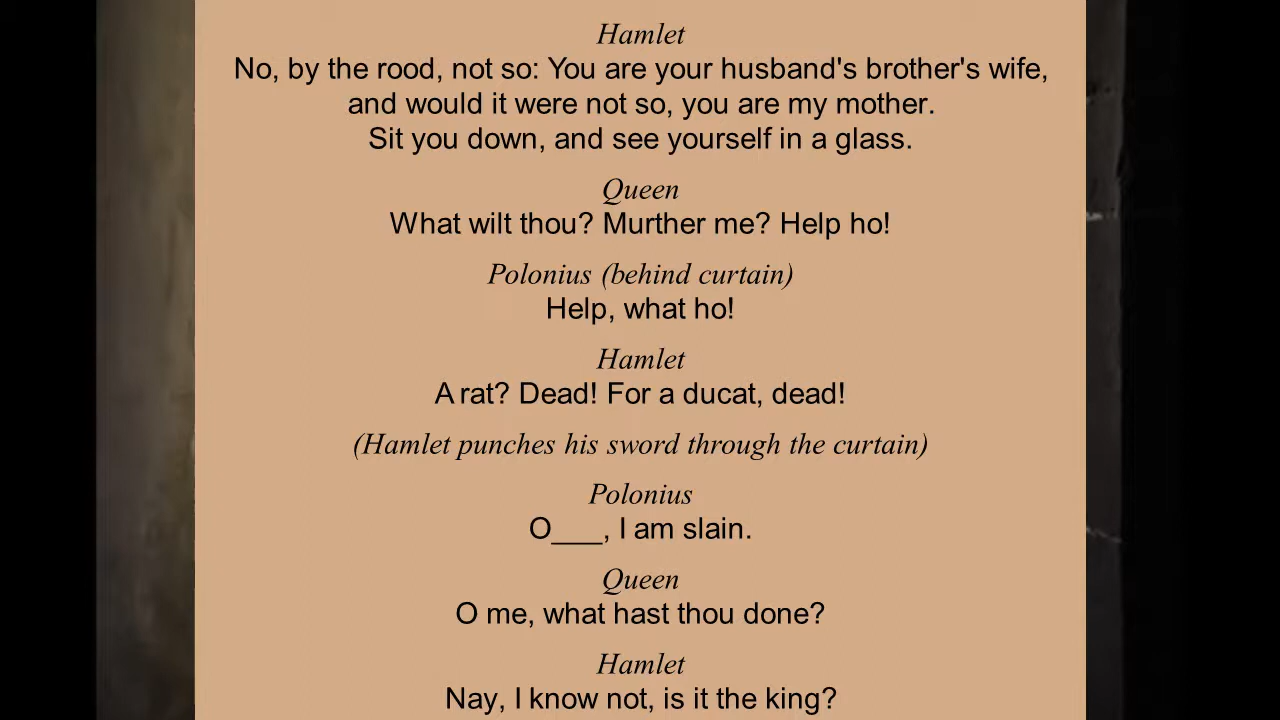 Hamlet
No, by the rood, not so: You are your husband's brother's wife,
and would it were not so, you are my mother.
Sit you down, and see yourself in a glass.
Queen
What wilt thou? Murther me? Help ho!
Polonius (behind curtain)
Help, what ho!
Hamlet
A rat? Dead! For a ducat, dead!
(Hamlet punches his sword through the curtain)
Polonius
O___, I am slain.
Queen
O me, what hast thou done?
Hamlet
Nay, I know not, is it the king?